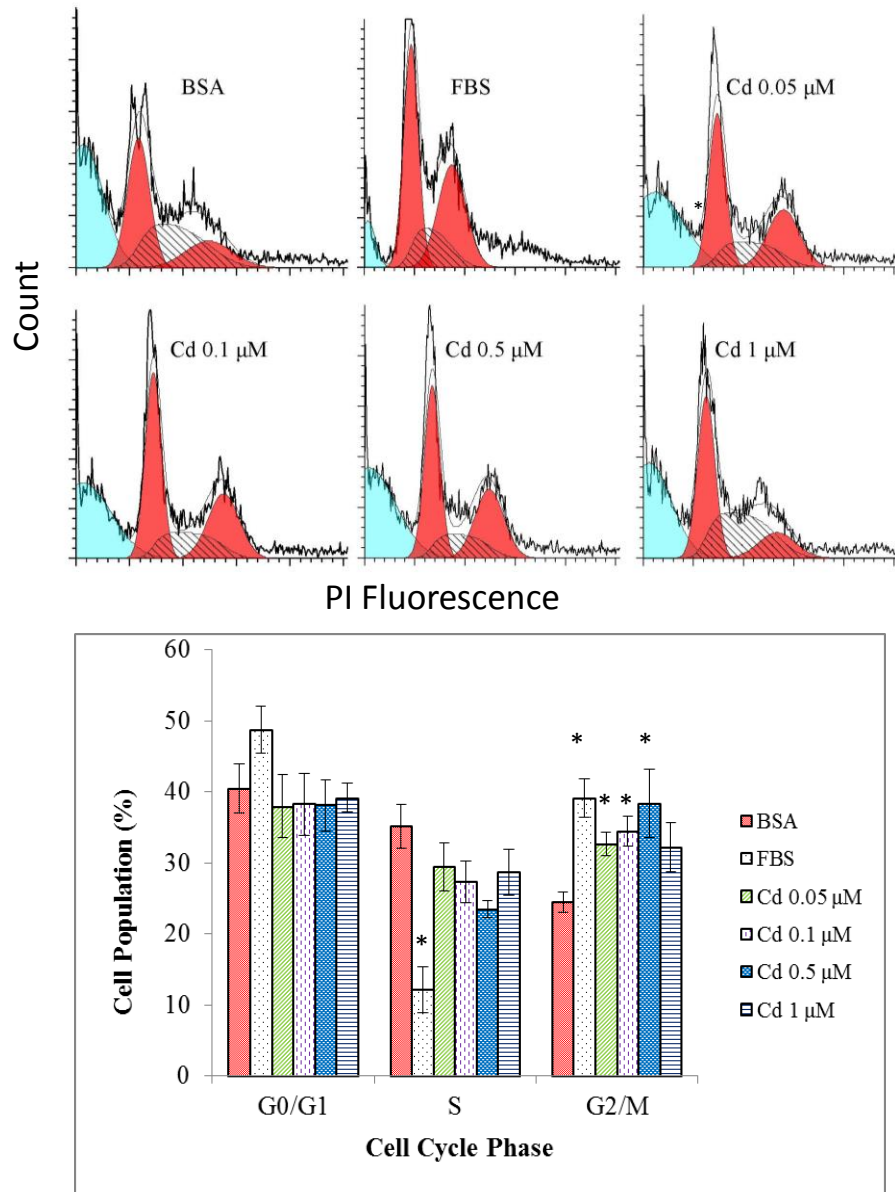 BSA
FBS
Cd 0.05 µM
*
Count
Cd 0.1 µM
Cd 0.5 µM
Cd 1 µM
PI Fluorescence
60
50
40
30
20
10
0
Cell Population (%)
*
*
*
*
*
G0/G1
S
G2/M
Cell Cycle Phase
BSA
FBS
Cd 0.05 µM
Cd 0.1 µM
Cd 0.5 µM
Cd 1 µM